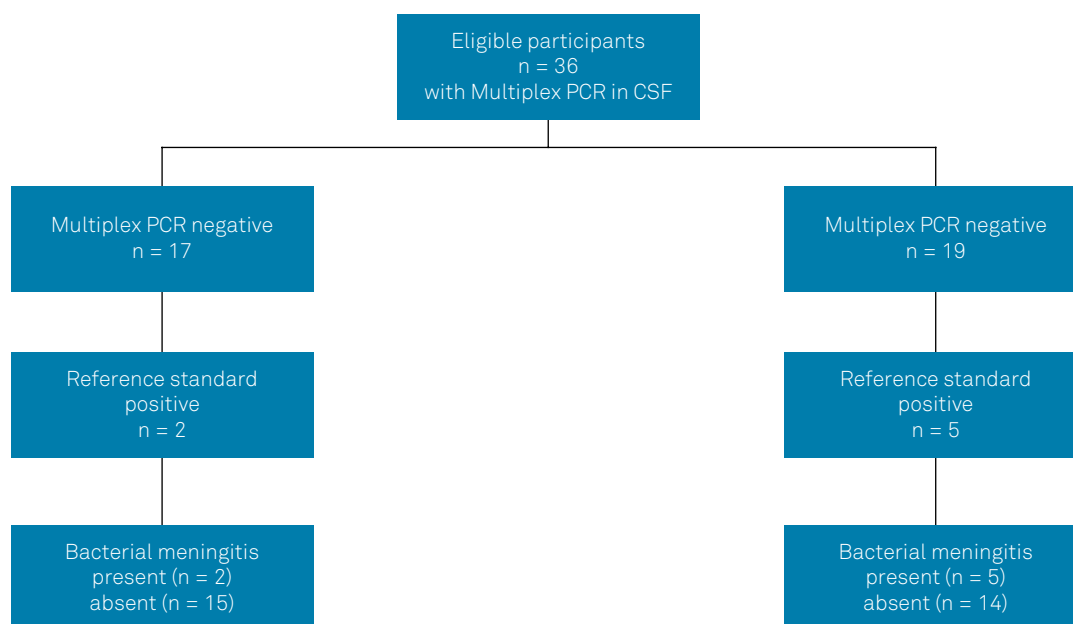 Eligible participants
n = 36
with Multiplex PCR in CSF
Multiplex PCR negative
n = 17
Multiplex PCR negative
n = 19
Reference standard
positive
n = 2
Reference standard
positive
n = 5
Bacterial meningitis
present (n = 2)
absent (n = 15)
Bacterial meningitis
present (n = 5)
absent (n = 14)